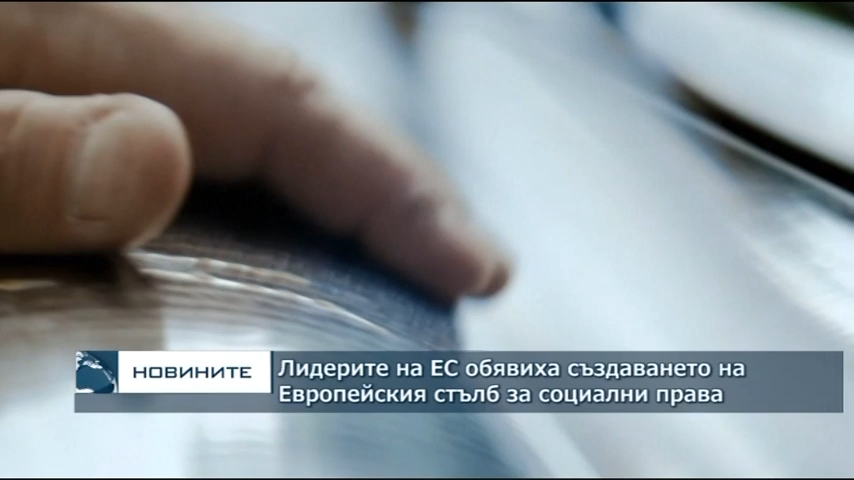 НОВИНИТЕ
Лидерите на ЕС обявиха създаването на
Европейския стълб за социални права